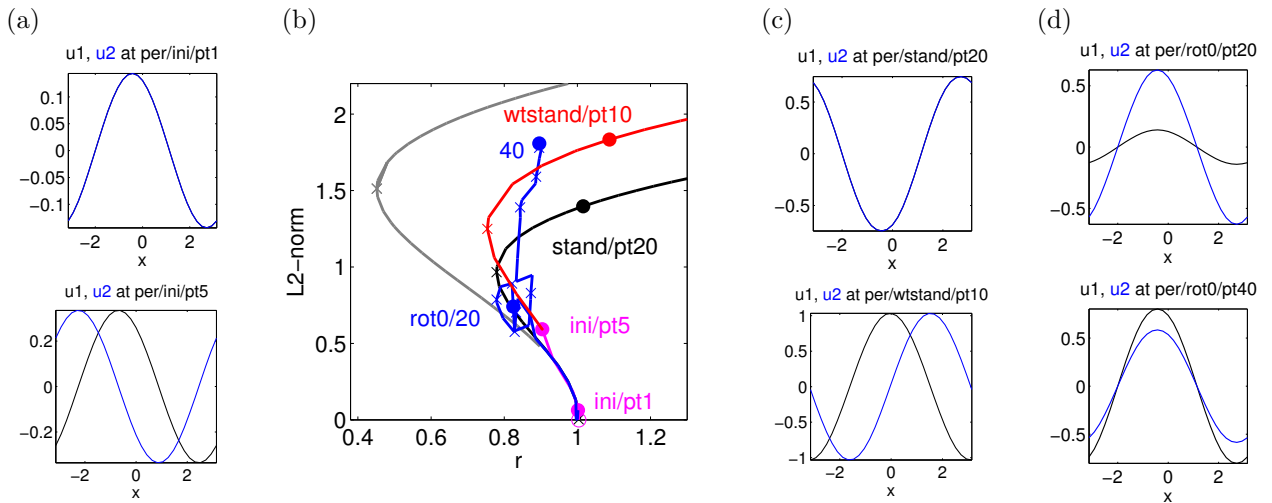 (a)
u1, u2 at per/ini/pt1
0.1
0.05
0
−0.05
−0.1
−2 0 2
x
u1, u2 at per/ini/pt5
0.2
0
−0.2
−2 0 2
x
(b)
L2−norm
2
1.5
1
0.5
0
0.4 0.6 0.8 1 1.2
r
wtstand/pt10
40
stand/pt20
rot0/20
ini/pt5
ini/pt1
(c)
u1, u2 at per/stand/pt20
0.5
0
−0.5
−2 0 2
x
u1, u2 at per/wtstand/pt10
1
0.5
0
−0.5
−1
−2 0 2
x
(d)
u1, u2 at per/rot0/pt20
0.5
0
−0.5
−2 0 2
x
u1, u2 at per/rot0/pt40
0.5
0
−0.5
−2 0 2
x